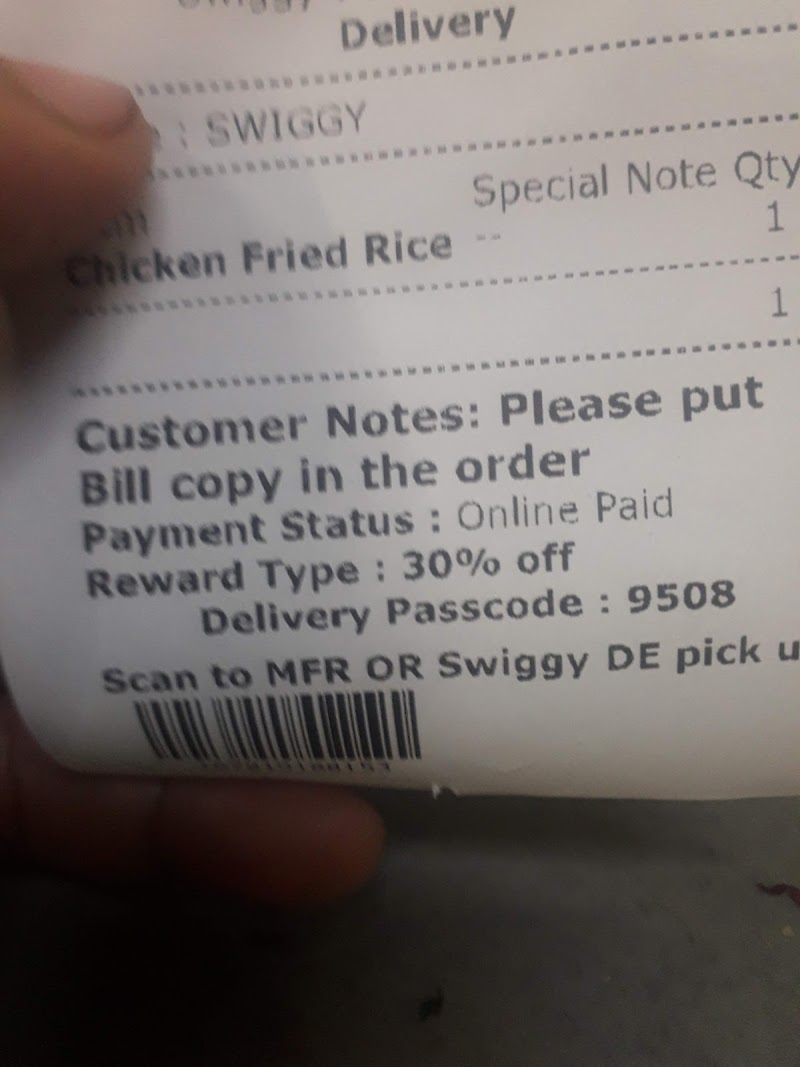 Delivery
: SWIGGY
Special Note Qty
Chicken Fried Rice -- 1
1
Customer Notes: Please put
Bill copy in the order
Payment Status : Online Paid
Reward Type : 30% off
Delivery Passcode : 9508
Scan to MFR OR Swiggy DE pick